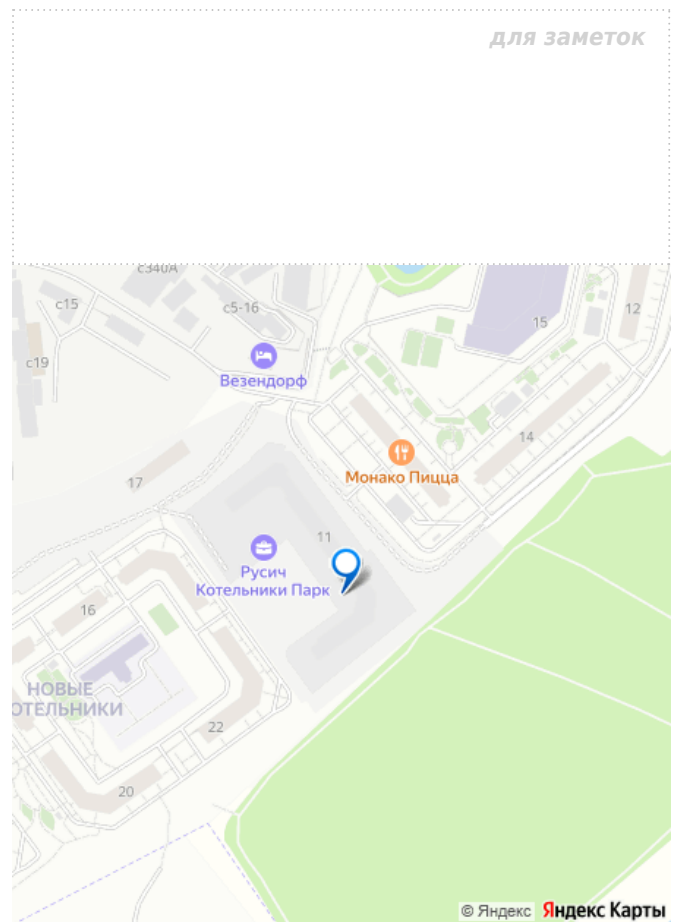 для заметок
с340А
с15
с5-16
12
15
с19
Везендорф
14
Монако Пицца
17
11
Русич
Котельники Парк
16
НОВЫЕ
ОТЕЛЬНИКИ
22
20
© Яндекс Яндекс Карты